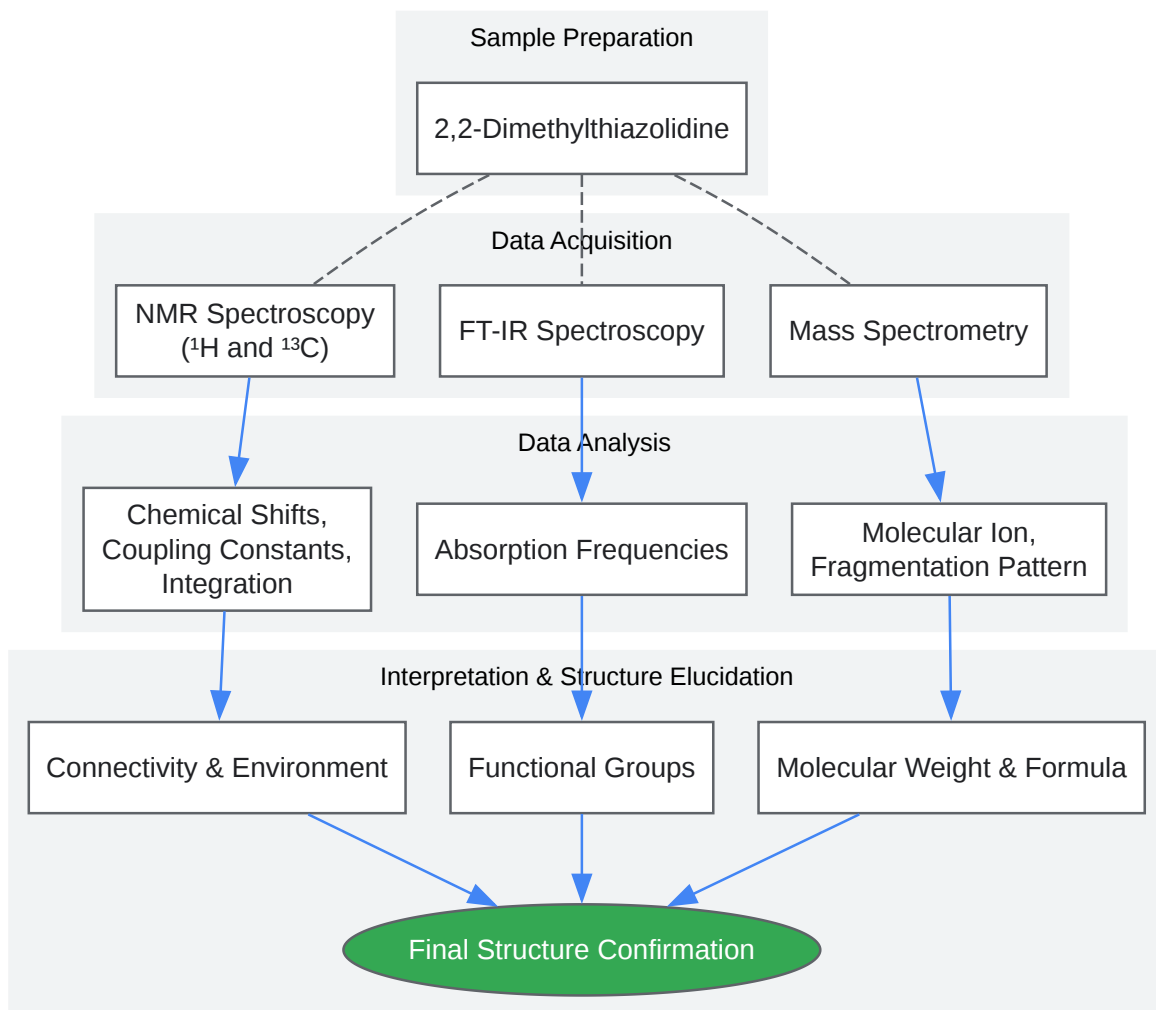 Sample Preparation
2,2-Dimethylthiazolidine
Data Acquisition
NMR Spectroscopy
(¹H and ¹³C)
FT-IR Spectroscopy
Mass Spectrometry
Data Analysis
Chemical Shifts,
Coupling Constants,
Integration
Absorption Frequencies
Molecular Ion,
Fragmentation Pattern
Interpretation & Structure Elucidation
Connectivity & Environment
Functional Groups
Molecular Weight & Formula
Final Structure Confirmation